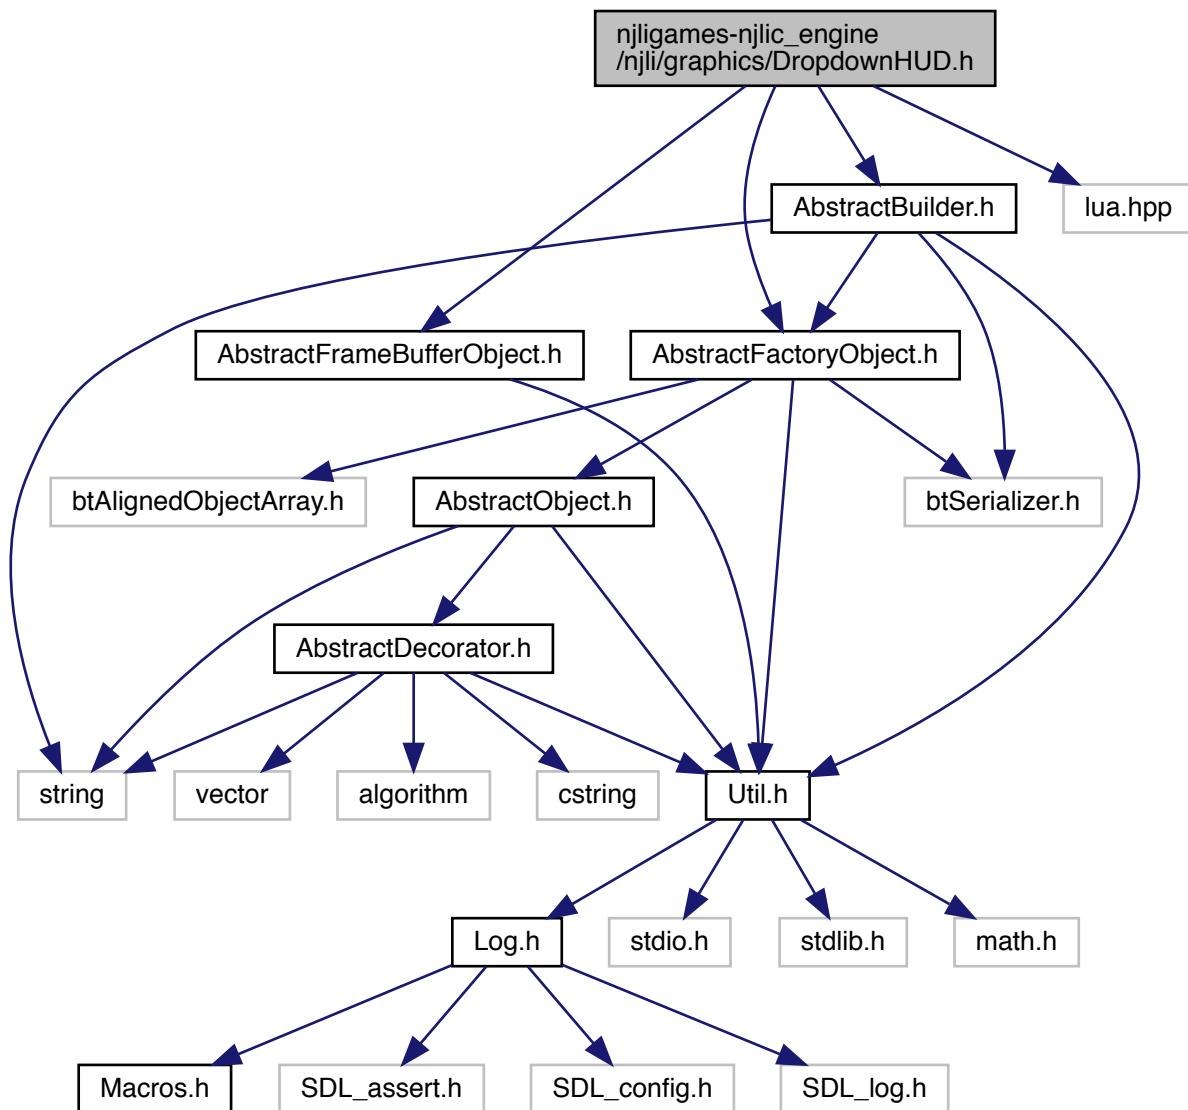 njligames-njlic_engine
/njli/graphics/DropdownHUD.h
AbstractBuilder.h
lua.hpp
AbstractFrameBufferObject.h
AbstractFactoryObject.h
btAlignedObjectArray.h
AbstractObject.h
btSerializer.h
AbstractDecorator.h
string
vector
algorithm
cstring
Util.h
Log.h
stdio.h
stdlib.h
math.h
Macros.h
SDL_assert.h
SDL_config.h
SDL_log.h